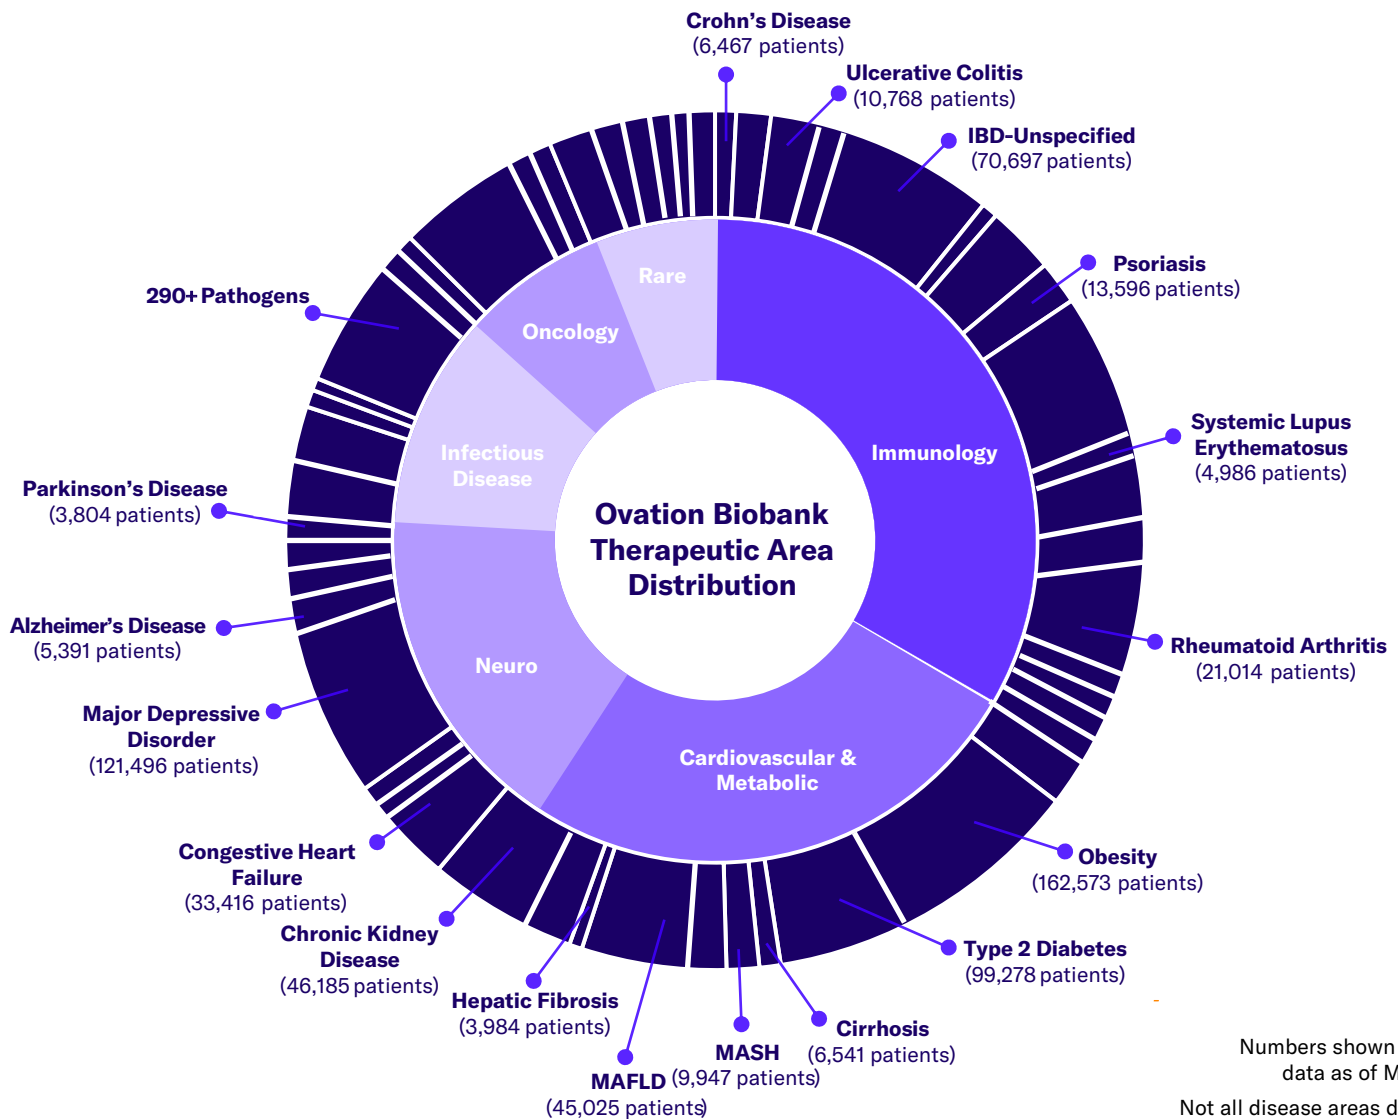 Crohn's Disease
(6,467 patients)
Ulcerative Colitis
(10,768 patients)
IBD-Unspecified
(70,697 patients)
Psoriasis
(13,596 patients)
Systemic Lupus
Erythematosus
(4,986 patients)
Rheumatoid Arthritis
(21,014 patients)
Obesity
(162,573 patients)
Type 2 Diabetes
(99,278 patients)
Cirrhosis
(6,541 patients)
MASH
(9,947 patients)
MAFLD
(45,025 patients)
Hepatic Fibrosis
(3,984 patients)
Chronic Kidney
Disease
(46,185 patients)
Congestive Heart
Failure
(33,416 patients)
Major Depressive
Disorder
(121,496 patients)
Alzheimer's Disease
(5,391 patients)
Parkinson's Disease
(3,804 patients)
290+ Pathogens
Rare
Oncology
Infectious
Disease
Neuro
Cardiovascular &
Metabolic
Immunology
Ovation Biobank
Therapeutic Area
Distribution
Numbers shown
data as of
Not all disease areas